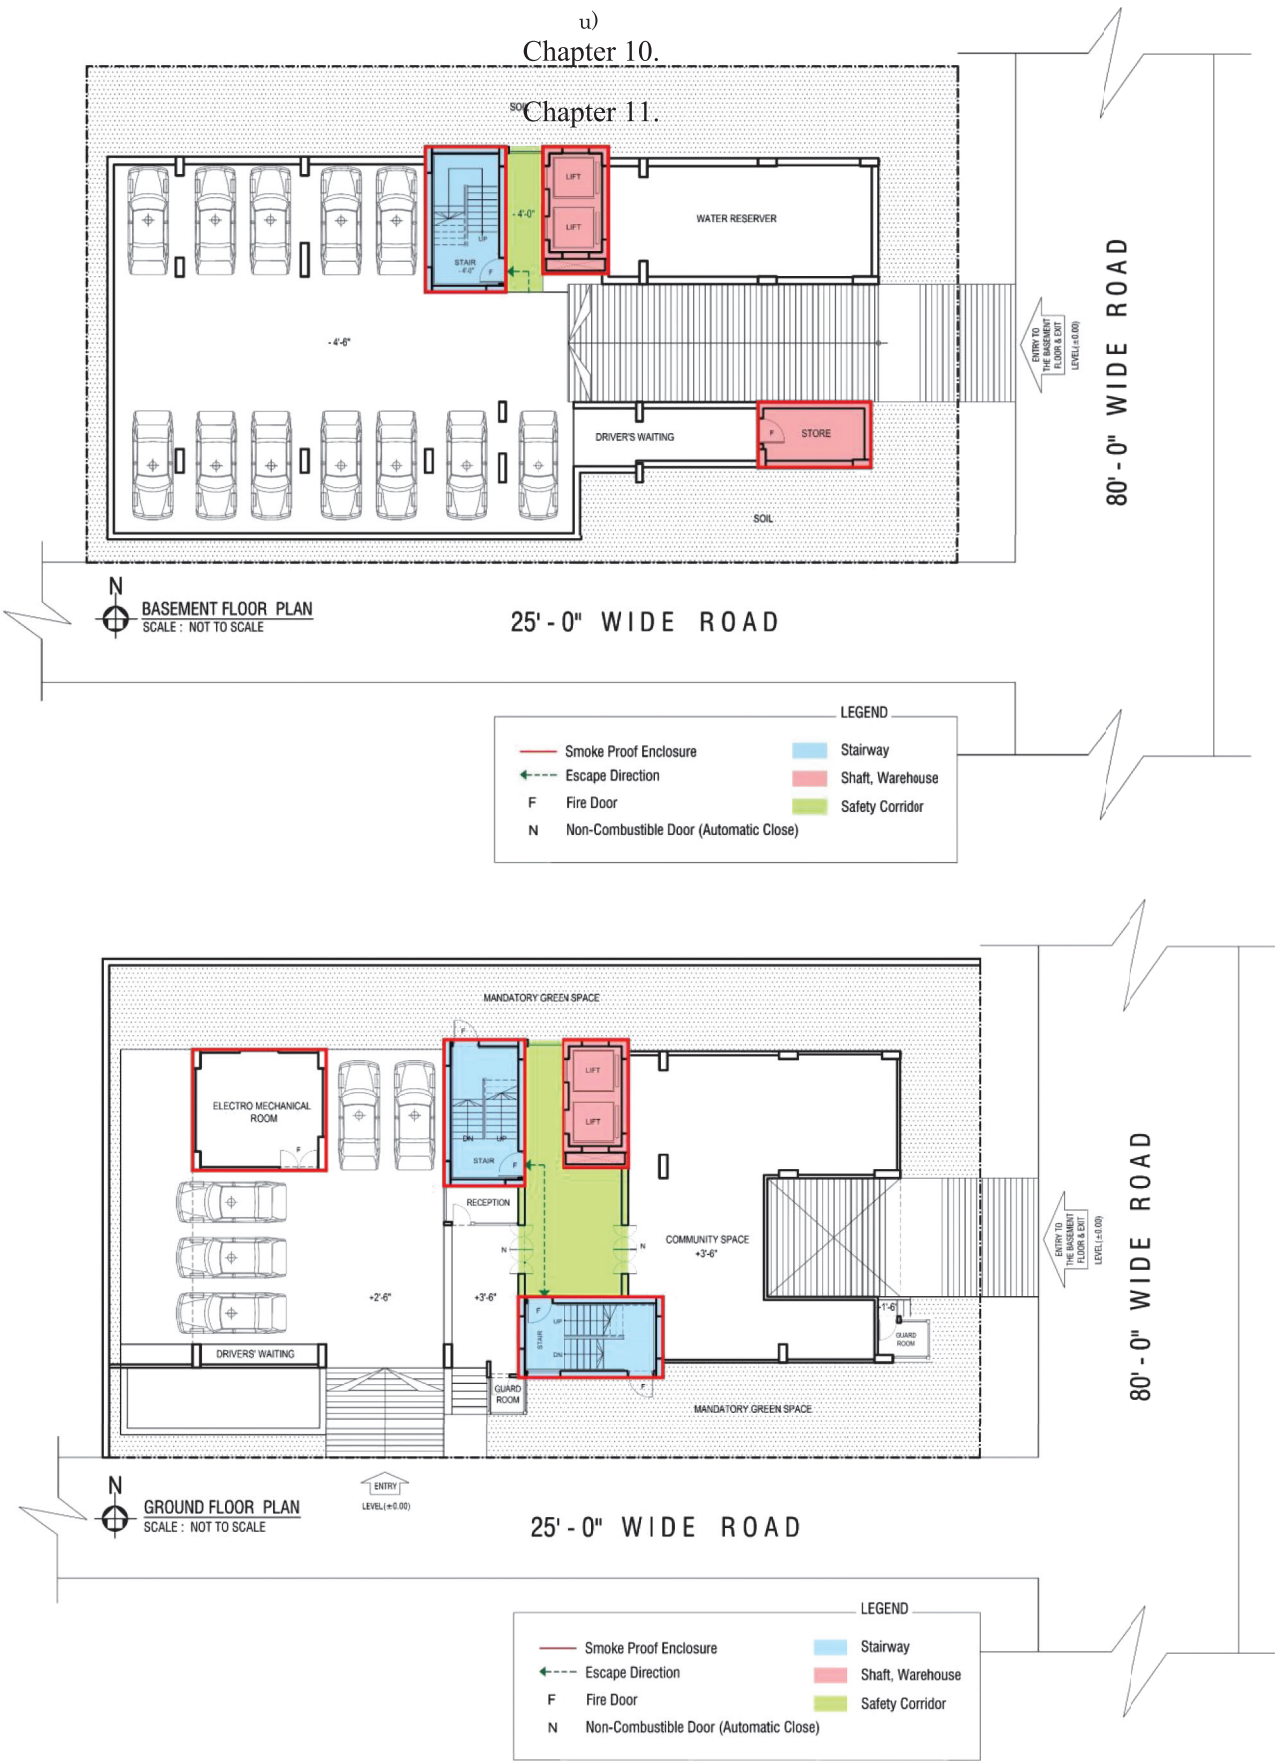 u)
Chapter 10.
SOIL
Chapter 11.
LIFT
- 4'-0"
LIFT
WATER RESERVER
UP
STAIR
- 4'-0"
F
- 4'-6"
ENTRY TO
THE BASEMENT
FLOOR & EXIT
LEVEL(±0.00)
80'-0" WIDE ROAD
DRIVER'S WAITING
F
STORE
SOIL
N
BASEMENT FLOOR PLAN
SCALE : NOT TO SCALE
25'-0" WIDE ROAD
LEGEND
Smoke Proof Enclosure
Stairway
Escape Direction
Shaft, Warehouse
F Fire Door
Safety Corridor
N Non-Combustible Door (Automatic Close)
MANDATORY GREEN SPACE
F
LIFT
ELECTRO MECHANICAL
ROOM
LIFT
DN UP
F
STAIR
F
RECEPTION
N
N
COMMUNITY SPACE
+3'-6"
ENTRY TO
THE BASEMENT
FLOOR & EXIT
LEVEL(±0.00)
80'-0" WIDE ROAD
+2'-6"
+3'-6"
-1'-6"
F
UP
STAIR
DN
GUARD
ROOM
DRIVERS' WAITING
F
GUARD
ROOM
MANDATORY GREEN SPACE
N
ENTRY
LEVEL(±0.00)
GROUND FLOOR PLAN
SCALE : NOT TO SCALE
25'-0" WIDE ROAD
LEGEND
Smoke Proof Enclosure
Stairway
Escape Direction
Shaft, Warehouse
F Fire Door
Safety Corridor
N Non-Combustible Door (Automatic Close)